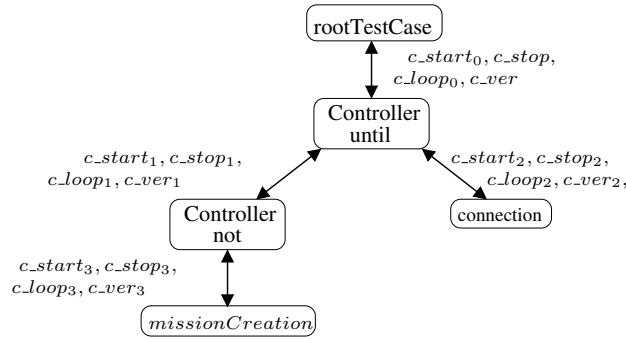 rootTestCase
c_start₀, c_stop,
c_loop₀, c_ver
Controller
until
c_start₁, c_stop₁,
c_loop₁, c_ver₁
c_start₂, c_stop₂,
c_loop₂, c_ver₂,
Controller
not
connection
c_start₃, c_stop₃,
c_loop₃, c_ver₃
missionCreation